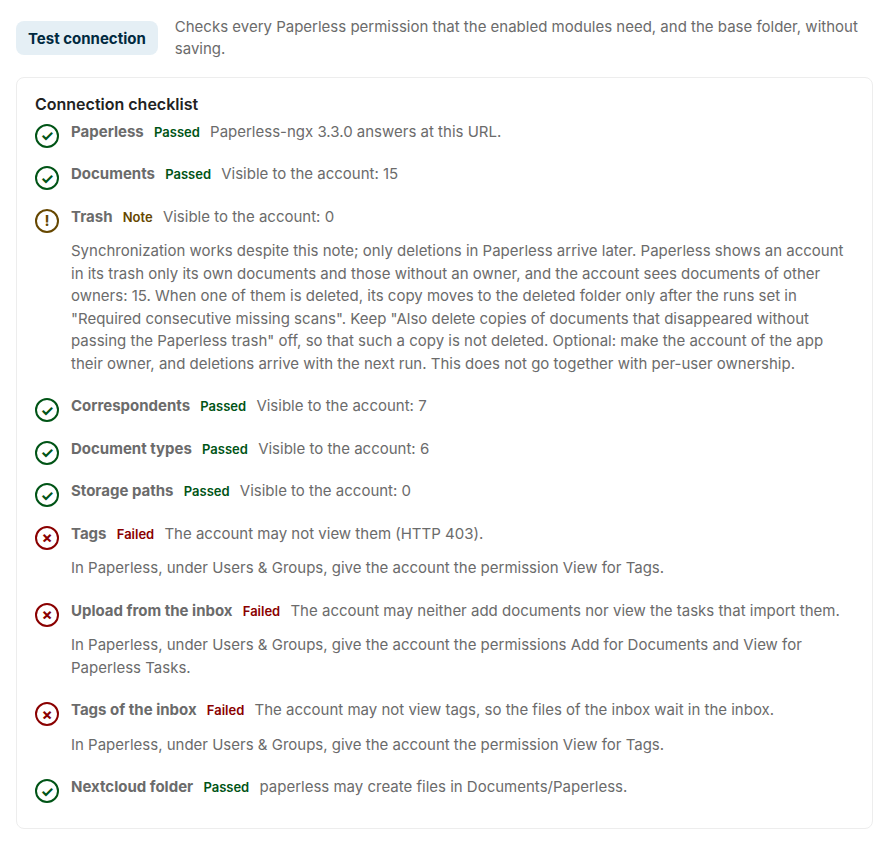 Test connection
Checks every Paperless permission that the enabled modules need, and the base folder, without
saving.
Connection checklist
Paperless Passed Paperless-ngx 3.3.0 answers at this URL.
Documents Passed Visible to the account: 15
Trash Note Visible to the account: 0
Synchronization works despite this note; only deletions in Paperless arrive later. Paperless shows an account
in its trash only its own documents and those without an owner, and the account sees documents of other
owners: 15. When one of them is deleted, its copy moves to the deleted folder only after the runs set in
"Required consecutive missing scans". Keep "Also delete copies of documents that disappeared without
passing the Paperless trash" off, so that such a copy is not deleted. Optional: make the account of the app
their owner, and deletions arrive with the next run. This does not go together with per-user ownership.
Correspondents Passed Visible to the account: 7
Document types Passed Visible to the account: 6
Storage paths Passed Visible to the account: 0
Tags Failed The account may not view them (HTTP 403).
In Paperless, under Users & Groups, give the account the permission View for Tags.
Upload from the inbox Failed The account may neither add documents nor view the tasks that import them.
In Paperless, under Users & Groups, give the account the permissions Add for Documents and View for
Paperless Tasks.
Tags of the inbox Failed The account may not view tags, so the files of the inbox wait in the inbox.
In Paperless, under Users & Groups, give the account the permission View for Tags.
Nextcloud folder Passed paperless may create files in Documents/Paperless.